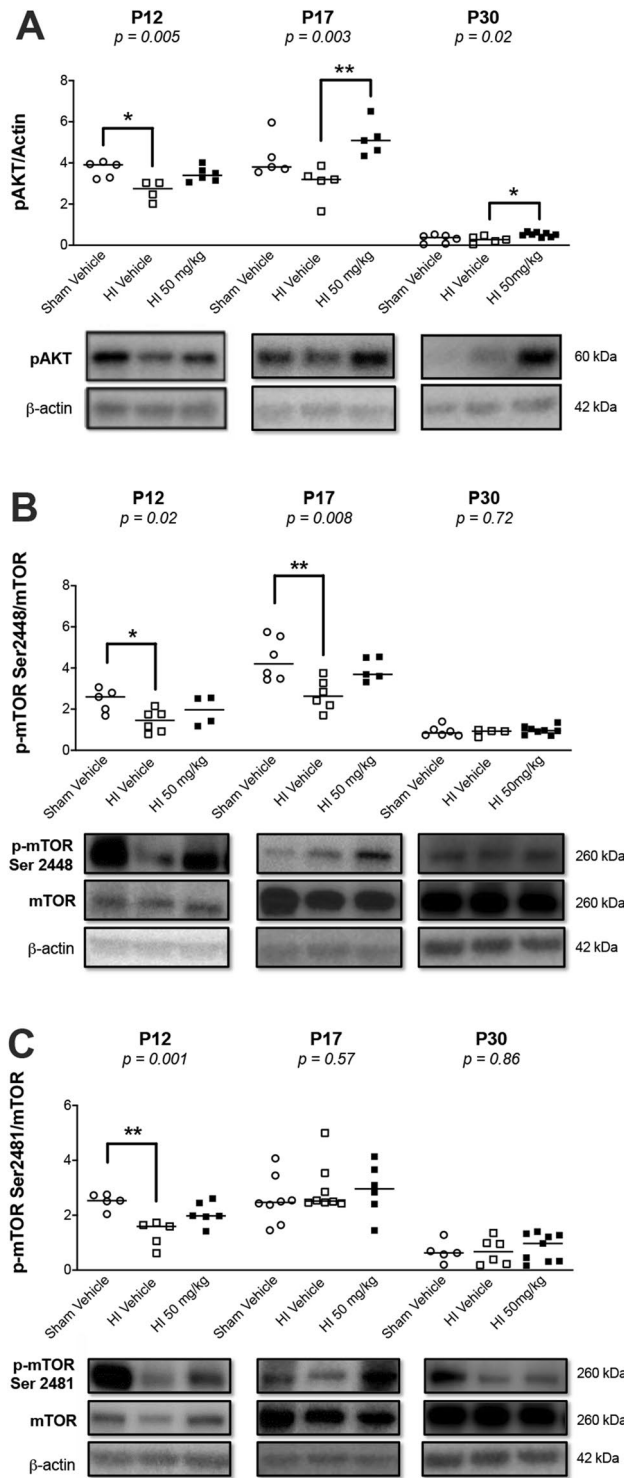 A
P12 P17 P30
p = 0.005 p = 0.003 p = 0.02
pAKT/Actin
8
6
4
2
0
* ** *
Sham Vehicle HI Vehicle HI 50 mg/kg Sham Vehicle HI Vehicle HI 50 mg/kg Sham Vehicle HI Vehicle HI 50mg/kg
pAKT 60 kDa
β-actin 42 kDa
B
P12 P17 P30
p = 0.02 p = 0.008 p = 0.72
p-mTOR Ser2448/mTOR
8
6
4
2
0
* **
Sham Vehicle HI Vehicle HI 50 mg/kg Sham Vehicle HI Vehicle HI 50 mg/kg Sham Vehicle HI Vehicle HI 50mg/kg
p-mTOR
Ser 2448 260 kDa
mTOR 260 kDa
β-actin 42 kDa
C
P12 P17 P30
p = 0.001 p = 0.57 p = 0.86
p-mTOR Ser2481/mTOR
6
4
2
0
**
Sham Vehicle HI Vehicle HI 50 mg/kg Sham Vehicle HI Vehicle HI 50 mg/kg Sham Vehicle HI Vehicle HI 50mg/kg
p-mTOR
Ser 2481 260 kDa
mTOR 260 kDa
β-actin 42 kDa